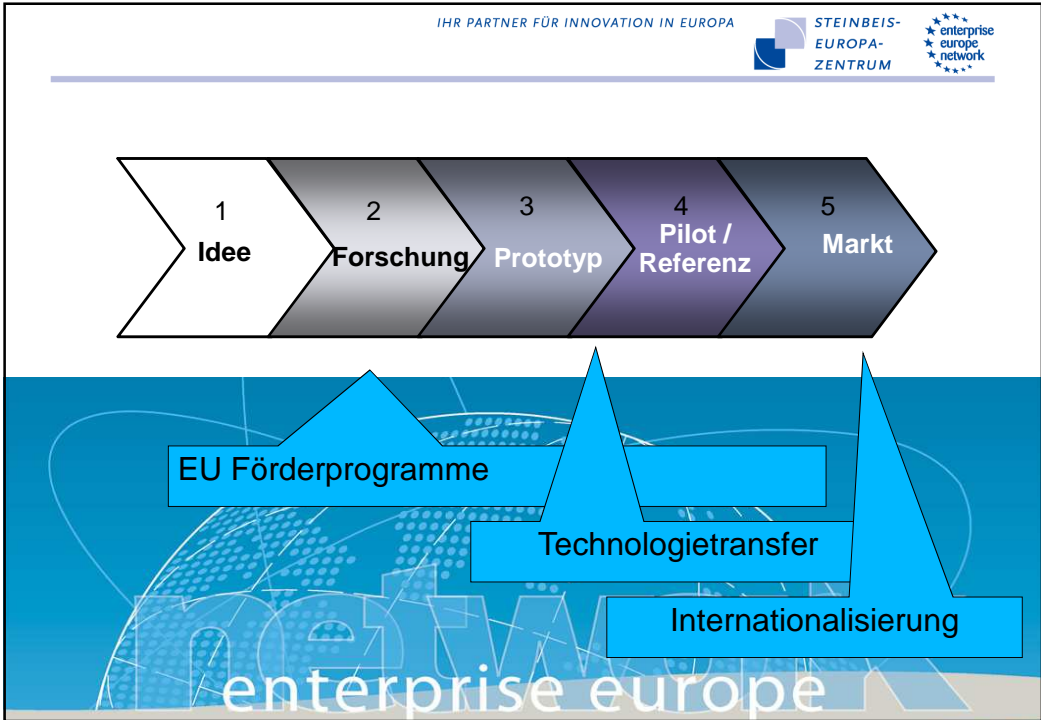 IHR PARTNER FÜR INNOVATION IN EUROPA
STEINBEIS-
EUROPA-
ZENTRUM
enterprise
europe
network
1
Idee
2
Forschung
3
Prototyp
4
Pilot /
Referenz
5
Markt
EU Förderprogramme
Technologietransfer
Internationalisierung
network
enterprise europe